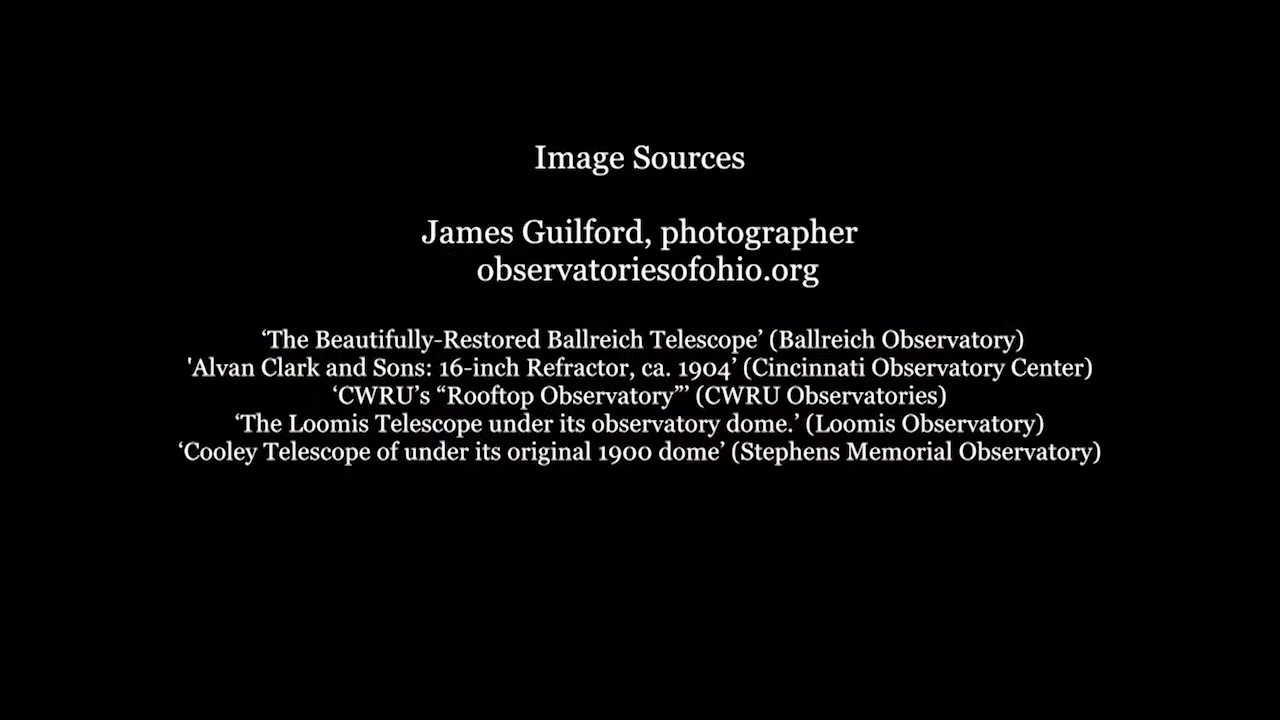 Image Sources
James Guilford, photographer
observatoriesofohio.org
‘The Beautifully-Restored Ballreich Telescope’ (Ballreich Observatory)
'Alvan Clark and Sons: 16-inch Refractor, ca. 1904’ (Cincinnati Observatory Center)
‘CWRU’s “Rooftop Observatory”’ (CWRU Observatories)
‘The Loomis Telescope under its observatory dome.’ (Loomis Observatory)
‘Cooley Telescope of under its original 1900 dome’ (Stephens Memorial Observatory)